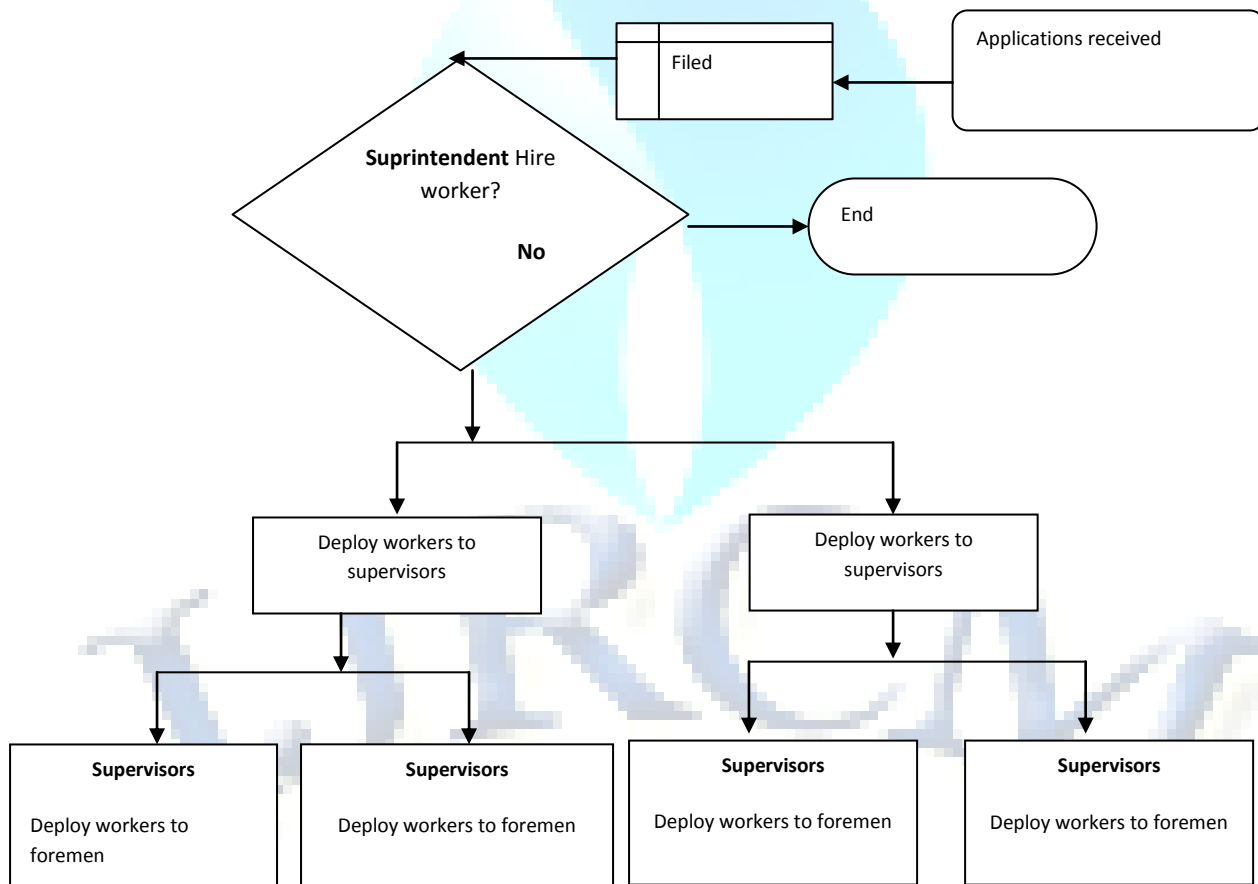 Applications received
Filed
Suprintendent Hire
worker?
No
End
Deploy workers to
supervisors
Deploy workers to
supervisors
Supervisors
Deploy workers to
foremen
Supervisors
Deploy workers to foremen
Supervisors
Deploy workers to foremen
Supervisors
Deploy workers to foremen
IJRCM